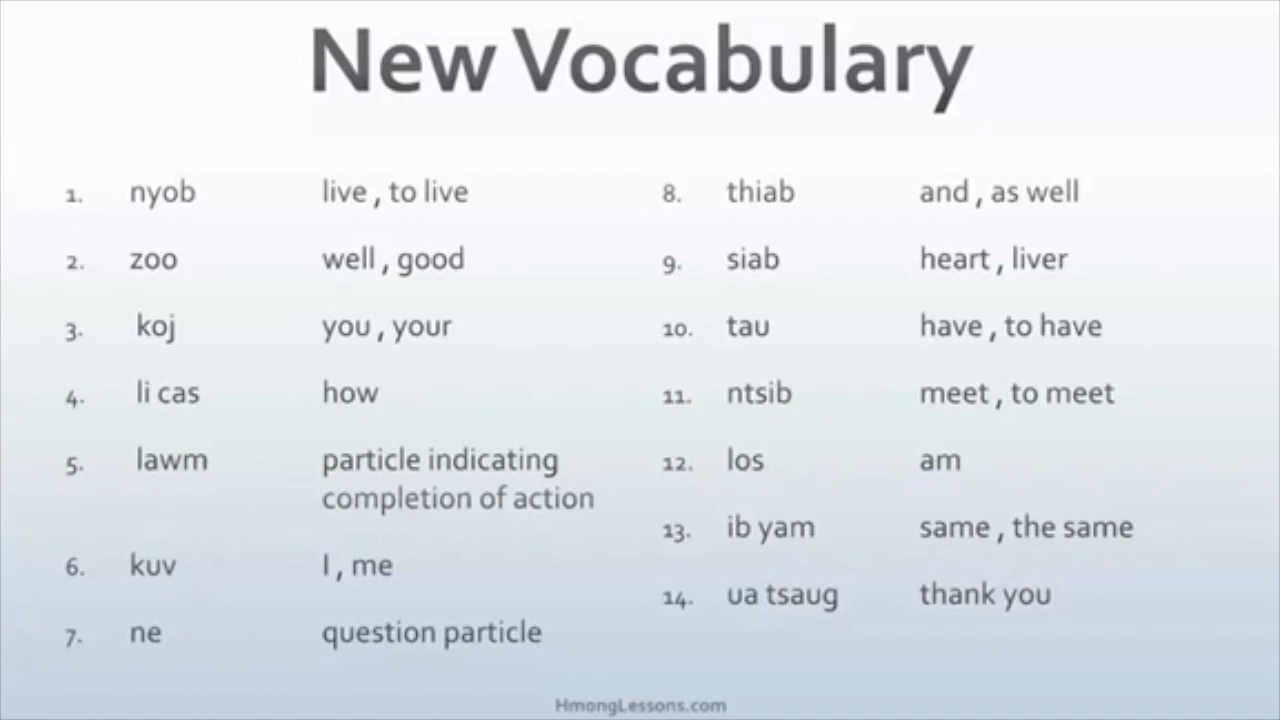 New Vocabulary
1. nyob live , to live
2. zoo well , good
3. koj you , your
4. li cas how
5. lawm particle indicating
completion of action
6. kuv I , me
7. ne question particle
8. thiab and , as well
9. siab heart , liver
10. tau have , to have
11. ntsib meet , to meet
12. los am
13. ib yam same , the same
14. ua tsaug thank you
HmongLessons.com